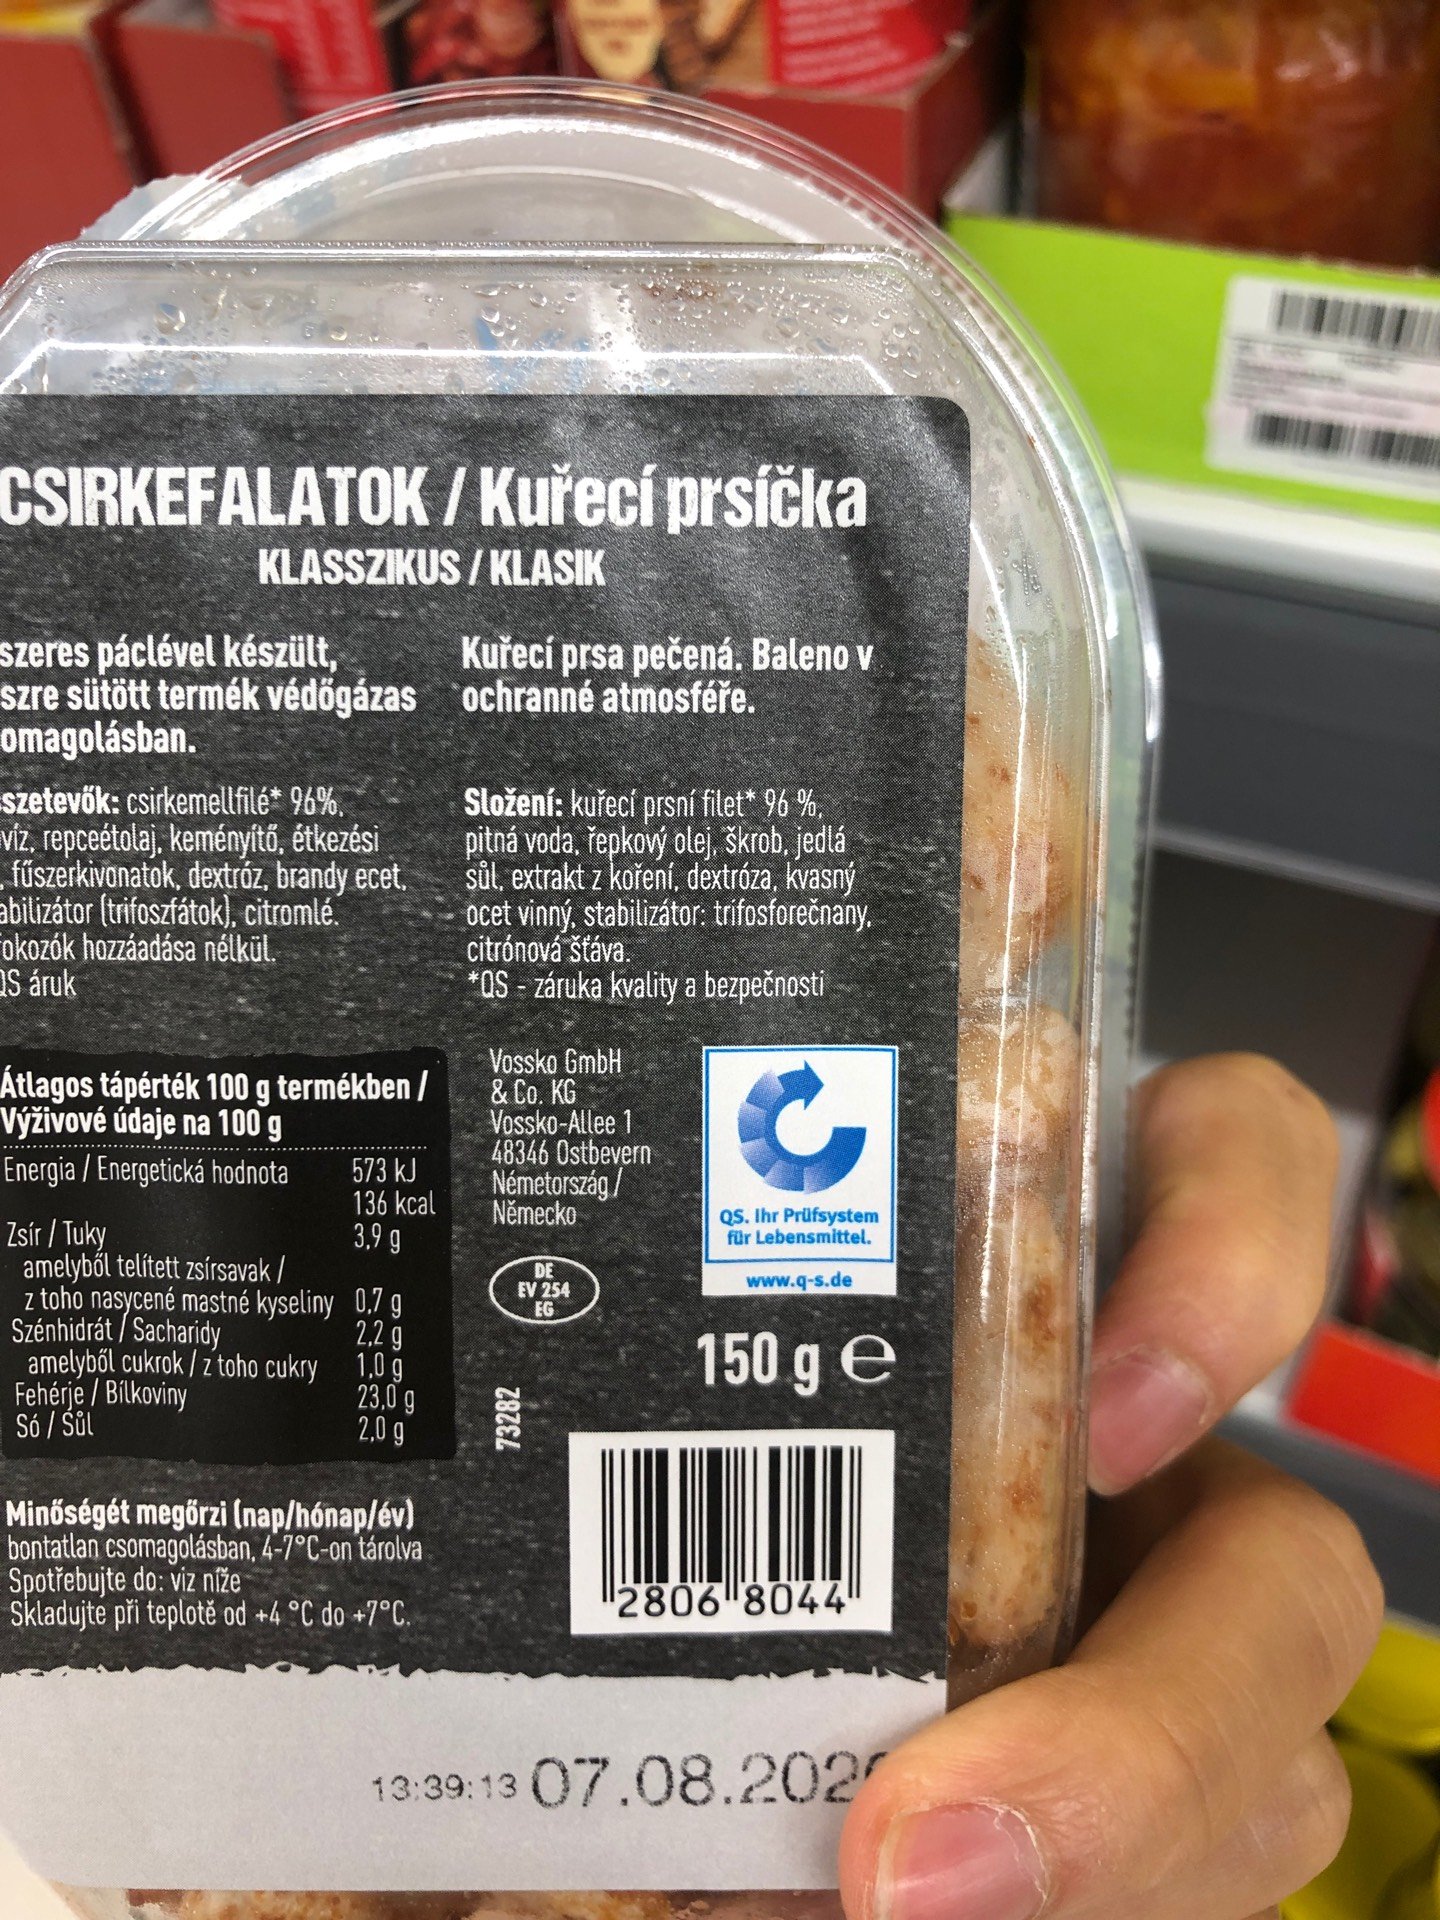 CSIRKEFALATOK / Kuřecí prsíčka
KLASSZIKUS / KLASIK
szeres páclével készült,
szre sütött termék védőgázas
omagolásban.
Kuřecí prsa pečená. Baleno v
ochranné atmosféře.
szetevők: csirkemellfilé* 96%,
víz, repceétolaj, keményítő, étkezési
, fűszerkivonatok, dextróz, brandy ecet,
abilizátor (trifoszfátok), citromlé.
fokozók hozzáadása nélkül.
QS áruk
Složení: kuřecí prsní filet* 96 %,
pitná voda, řepkový olej, škrob, jedlá
sůl, extrakt z koření, dextróza, kvasný
ocet vinný, stabilizátor: trifosforečnany,
citrónová šťáva.
*QS - záruka kvality a bezpečnosti
Átlagos tápérték 100 g termékben /
Výživové údaje na 100 g
Energia / Energetická hodnota 573 kJ
136 kcal
Zsír / Tuky 3,9 g
amelyből telített zsírsavak /
z toho nasycené mastné kyseliny 0,7 g
Szénhidrát / Sacharidy 2,2 g
amelyből cukrok / z toho cukry 1,0 g
Fehérje / Bílkoviny 23,0 g
Só / Sůl 2,0 g
Vossko GmbH
& Co. KG
Vossko-Allee 1
48346 Ostbevern
Németország /
Německo
DE
EV 254
EG
QS. Ihr Prüfsystem
für Lebensmittel.
www.q-s.de
150 g e
73282
2806 8044
Minőségét megőrzi (nap/hónap/év)
bontatlan csomagolásban, 4-7°C-on tárolva
Spotřebujte do: viz níže
Skladujte při teplotě od +4 °C do +7°C.
13:39:13 07.08.202